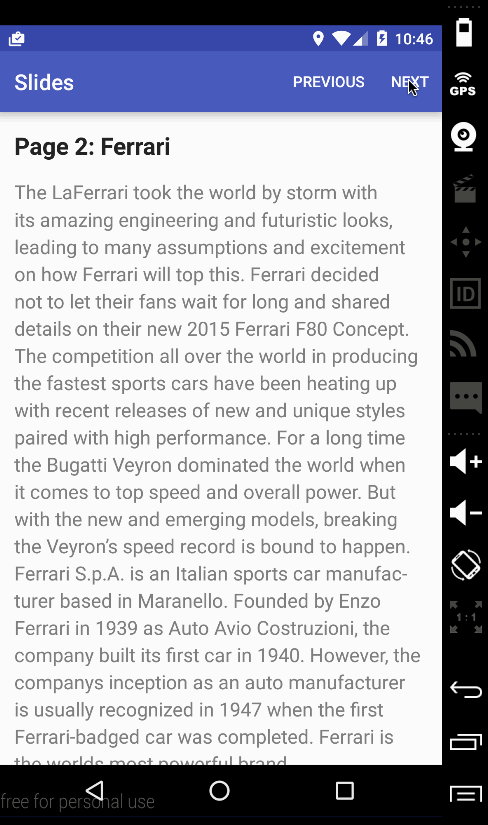 10:46
Slides
PREVIOUS NEXT
GPS
Page 2: Ferrari
The LaFerrari took the world by storm with
its amazing engineering and futuristic looks,
leading to many assumptions and excitement
on how Ferrari will top this. Ferrari decided
not to let their fans wait for long and shared
details on their new 2015 Ferrari F80 Concept.
The competition all over the world in producing
the fastest sports cars have been heating up
with recent releases of new and unique styles
paired with high performance. For a long time
the Bugatti Veyron dominated the world when
it comes to top speed and overall power. But
with the new and emerging models, breaking
the Veyron’s speed record is bound to happen.
Ferrari S.p.A. is an Italian sports car manufac-
turer based in Maranello. Founded by Enzo
Ferrari in 1939 as Auto Avio Costruzioni, the
company built its first car in 1940. However, the
companys inception as an auto manufacturer
is usually recognized in 1947 when the first
Ferrari-badged car was completed. Ferrari is
the worlds most powerful brand
ID
1:1
free for personal use